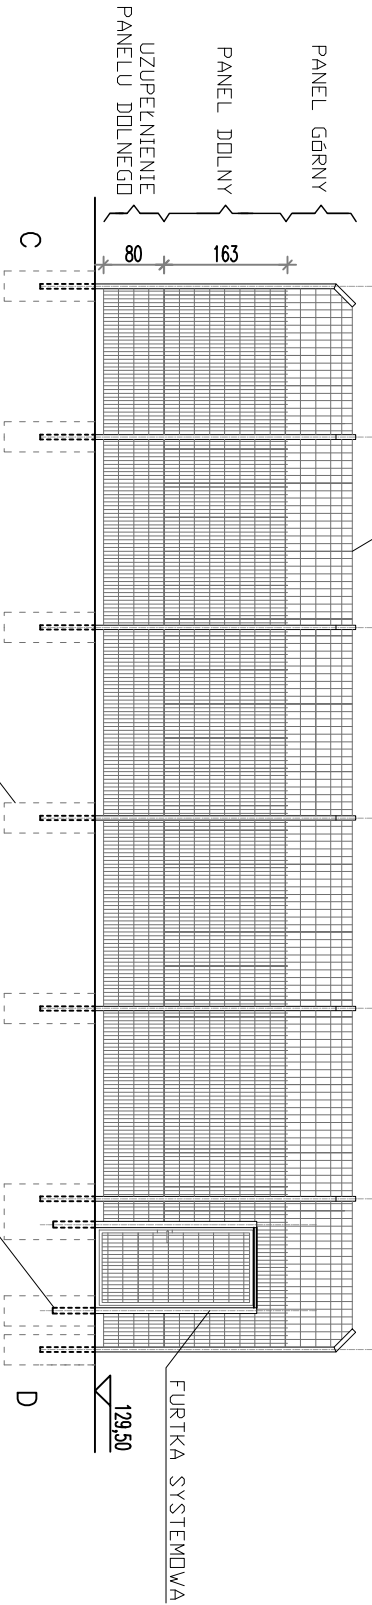 PANEL GÓRNY
PANEL DOLNY
UZUPEŁNIENIE
PANELU DOLNEGO
163
80
C
D
129,50
FURTKA SYSTEMOWA